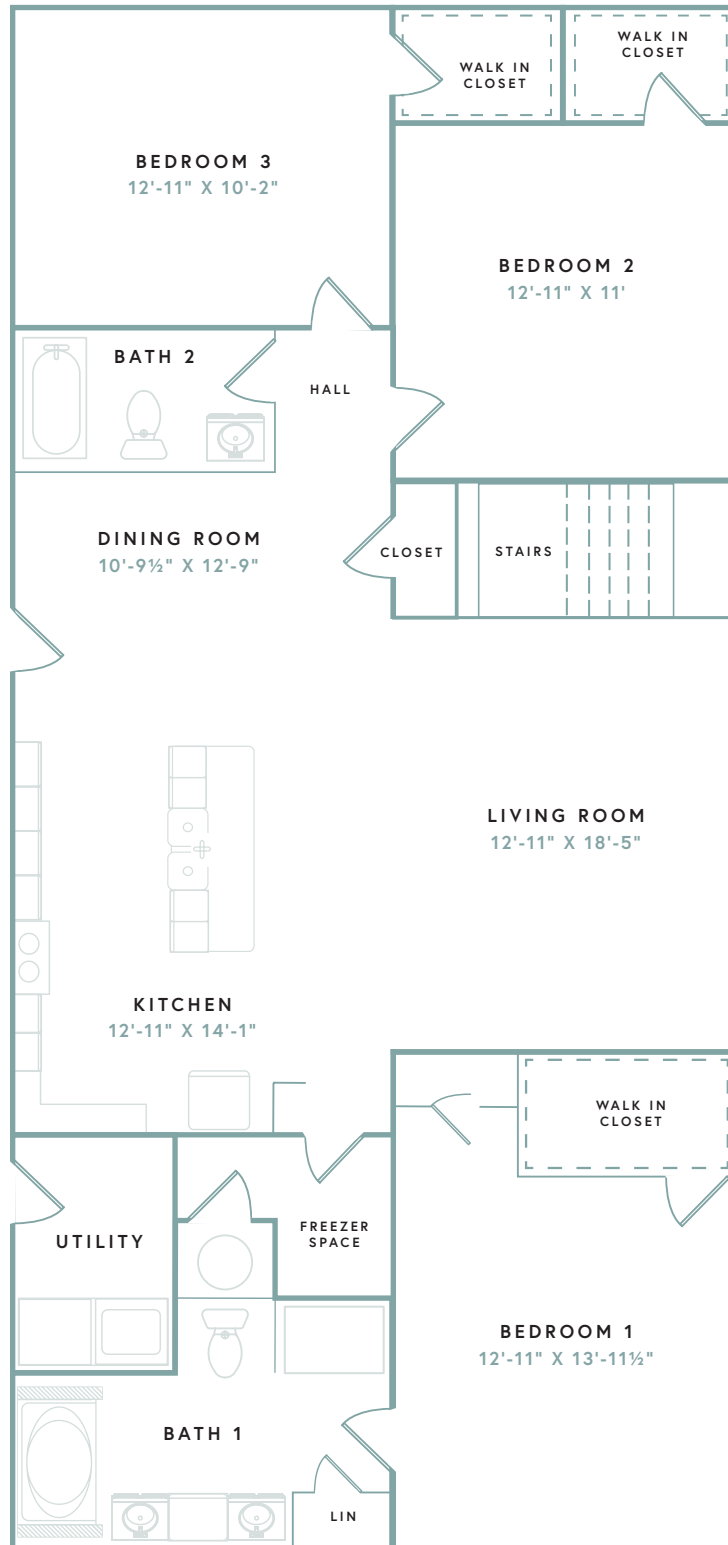 WALK IN
CLOSET
WALK IN
CLOSET
BEDROOM 3
12'-11" X 10'-2"
BEDROOM 2
12'-11" X 11'
BATH 2
HALL
DINING ROOM
10'-9½" X 12'-9"
CLOSET
STAIRS
LIVING ROOM
12'-11" X 18'-5"
KITCHEN
12'-11" X 14'-1"
WALK IN
CLOSET
UTILITY
FREEZER
SPACE
BEDROOM 1
12'-11" X 13'-11½"
BATH 1
LIN